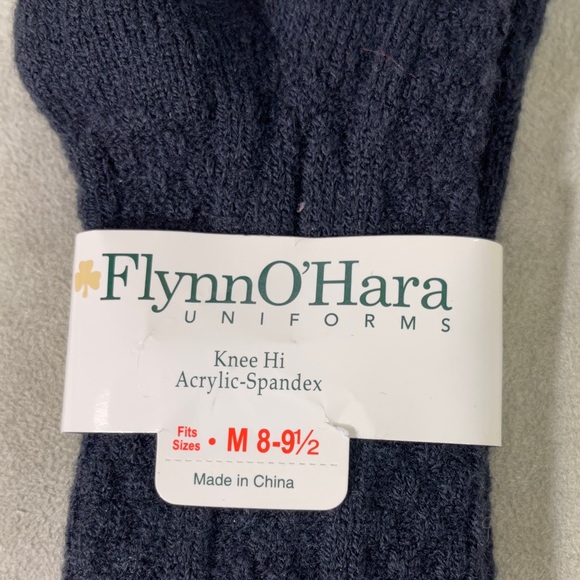 FlynnO'Hara
UNIFORMS
Knee Hi
Acrylic-Spandex
Fits
Sizes • M 8-9½
Made in China